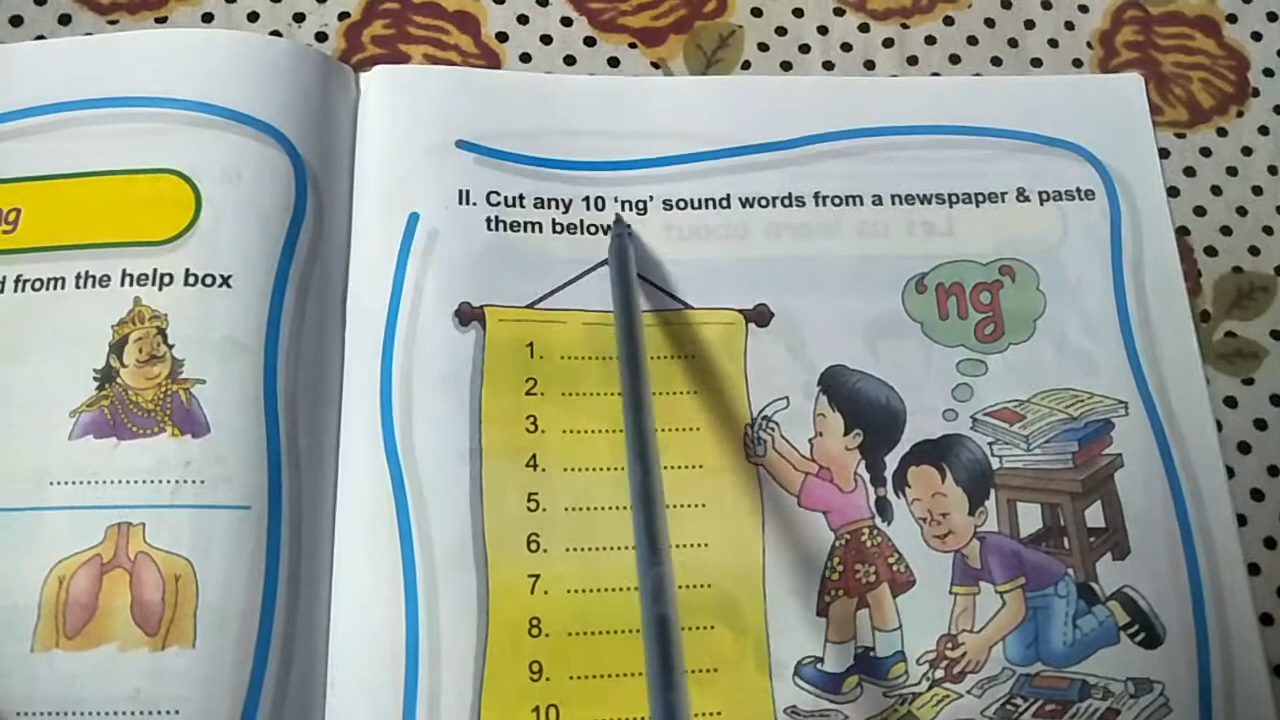 ng
from the help box
II. Cut any 10 'ng' sound words from a newspaper & paste
them below:
'ng'
1. ....................
2. ....................
3. ....................
4. ....................
5. ....................
6. ....................
7. ....................
8. ....................
9. ....................
10. ....................